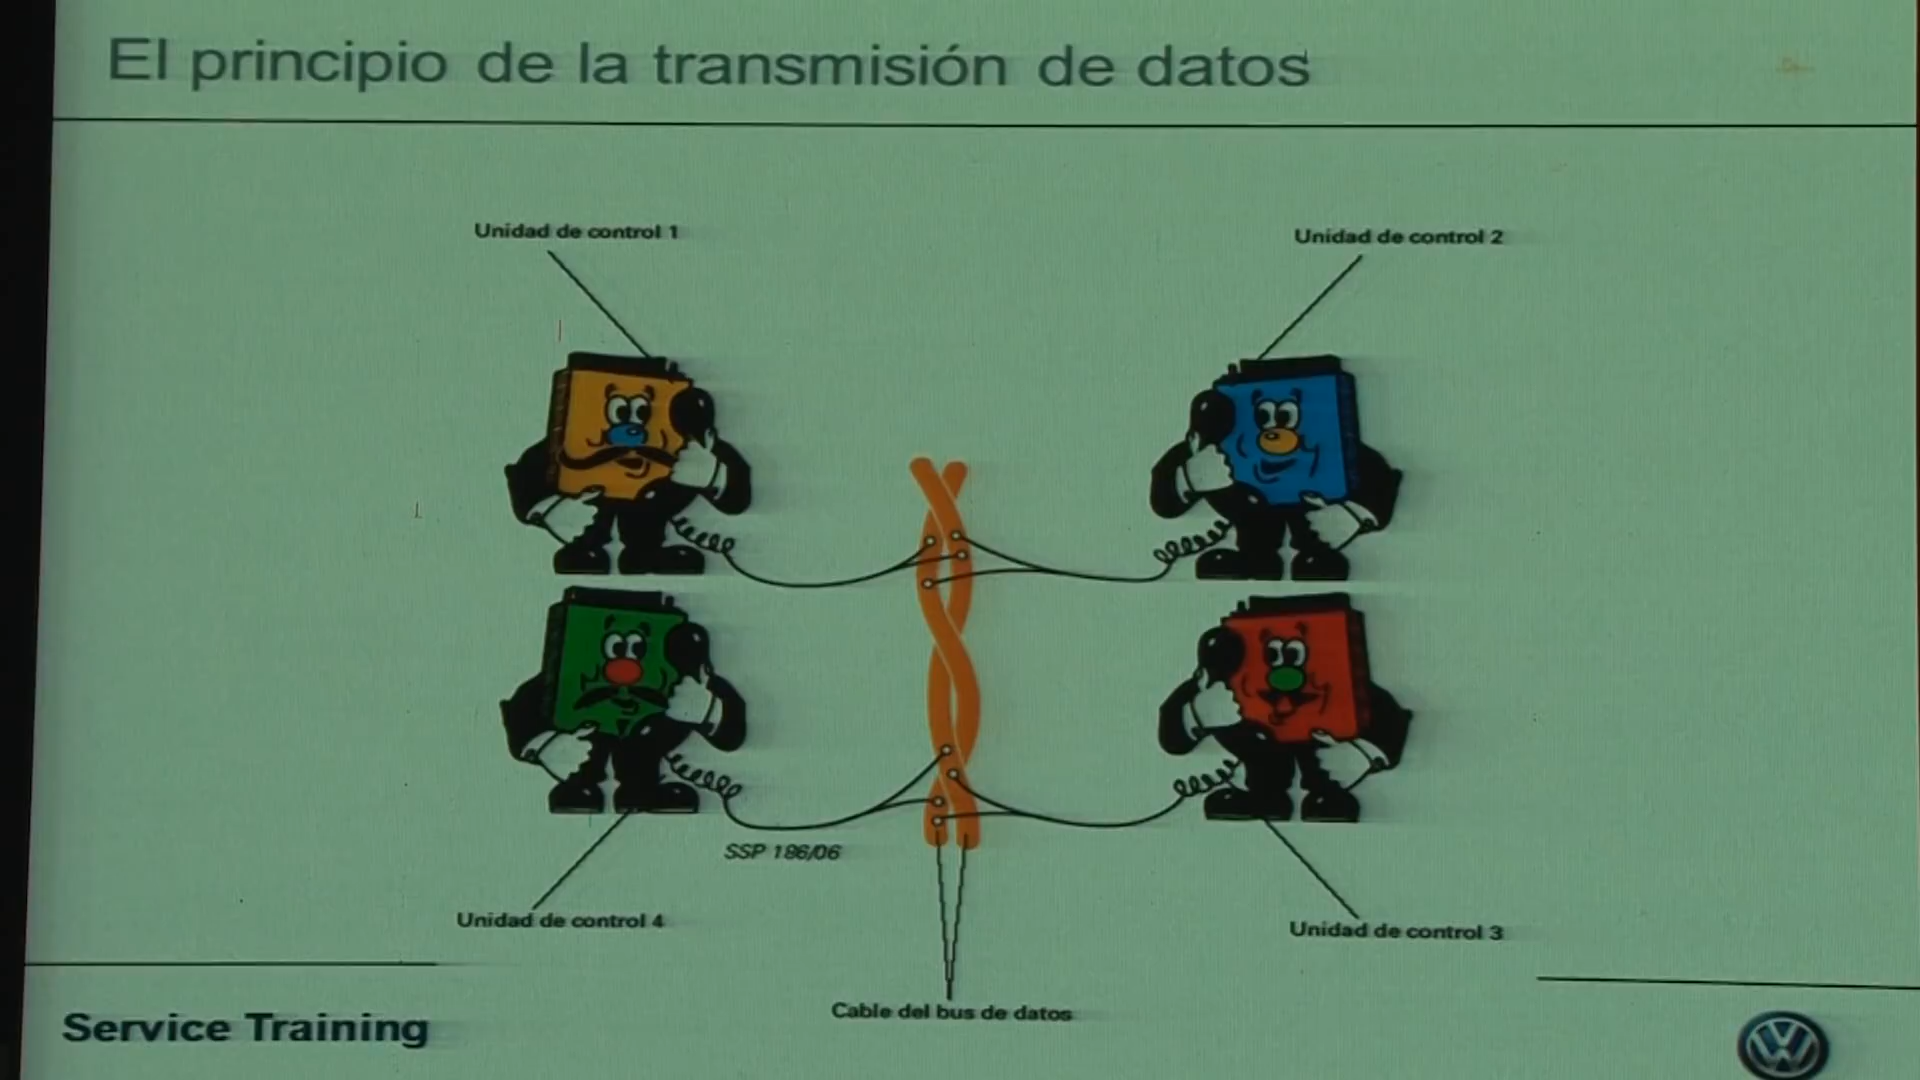 El principio de la transmisión de datos
Unidad de control 1
Unidad de control 2
SSP 186/06
Unidad de control 4
Unidad de control 3
Cable del bus de datos
Service Training